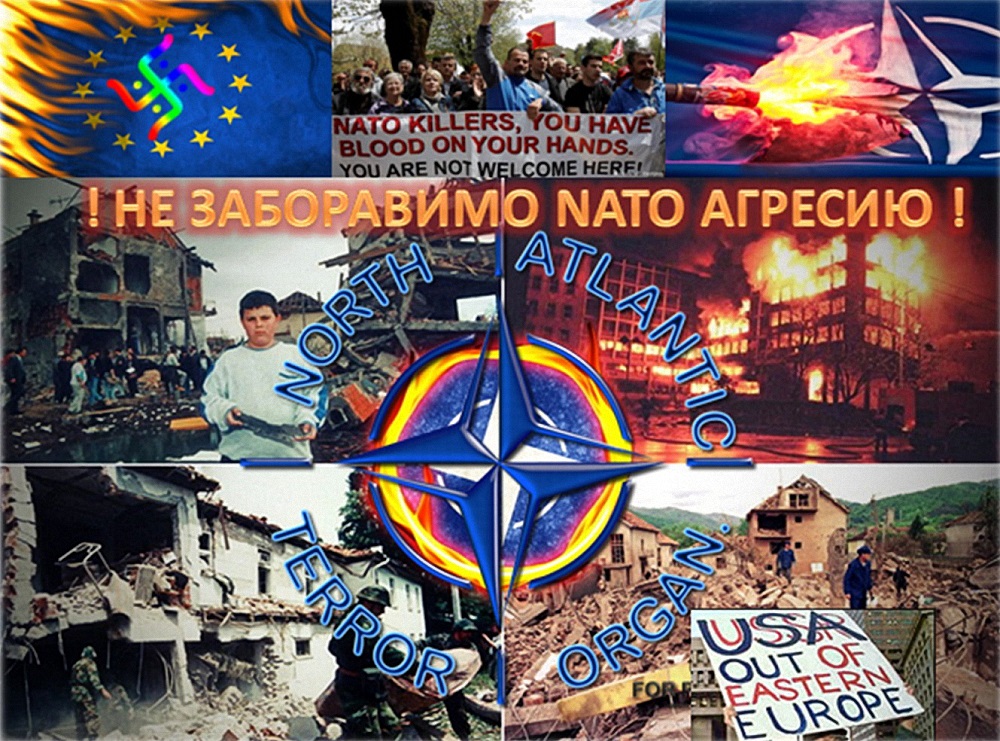 NATO KILLERS, YOU HAVE
BLOOD ON YOUR HANDS.
YOU ARE NOT WELCOME HERE!
! НЕ ЗАБОРАВИМО NATO АГРЕСИЈУ !
NORTH
ATLANTIC
TERROR
ORGAN.
FOR
USA
OUT OF
EASTERN
EUROPE